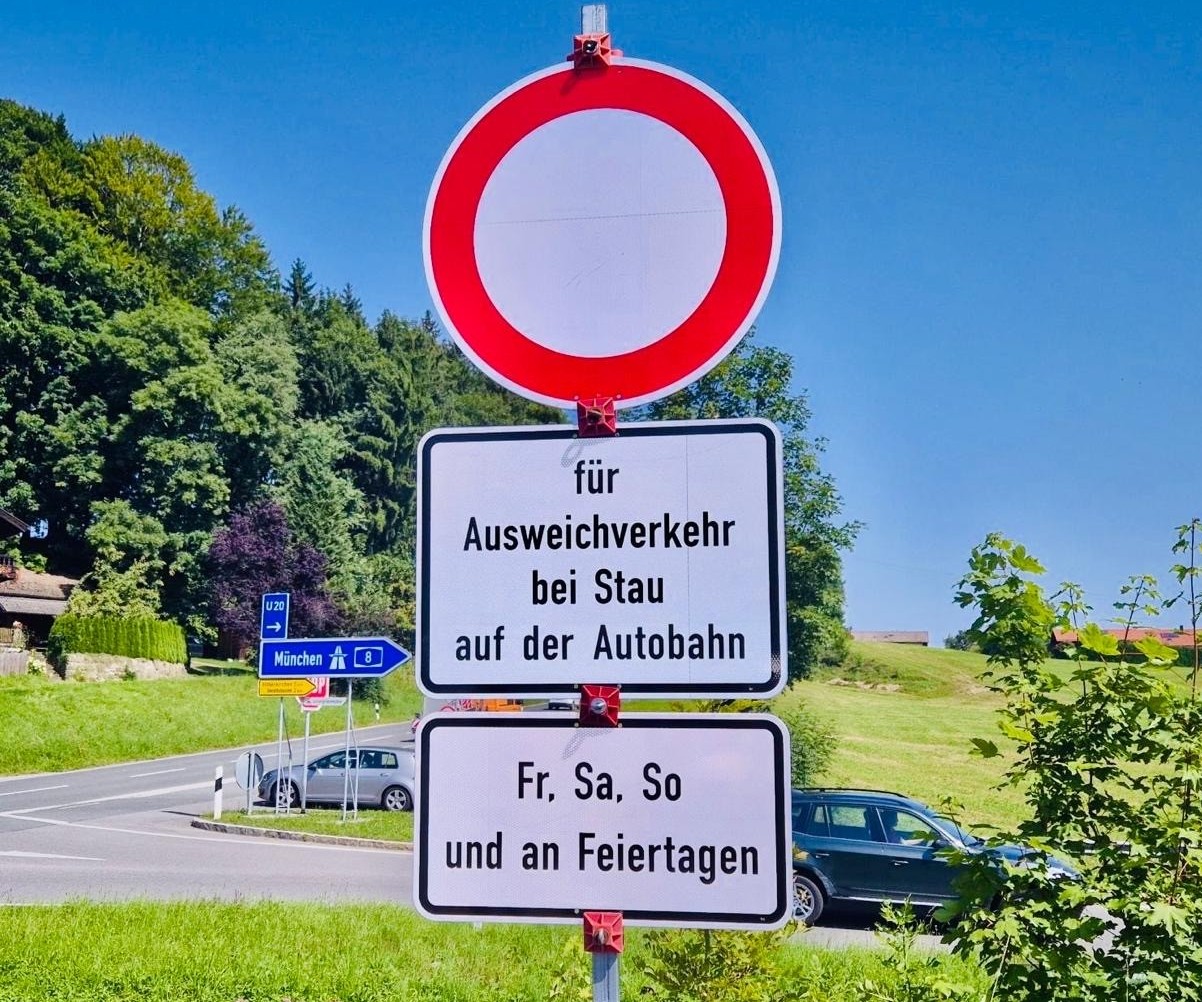 für
Ausweichverkehr
bei Stau
auf der Autobahn
Fr, Sa, So
und an Feiertagen
U20
München 8